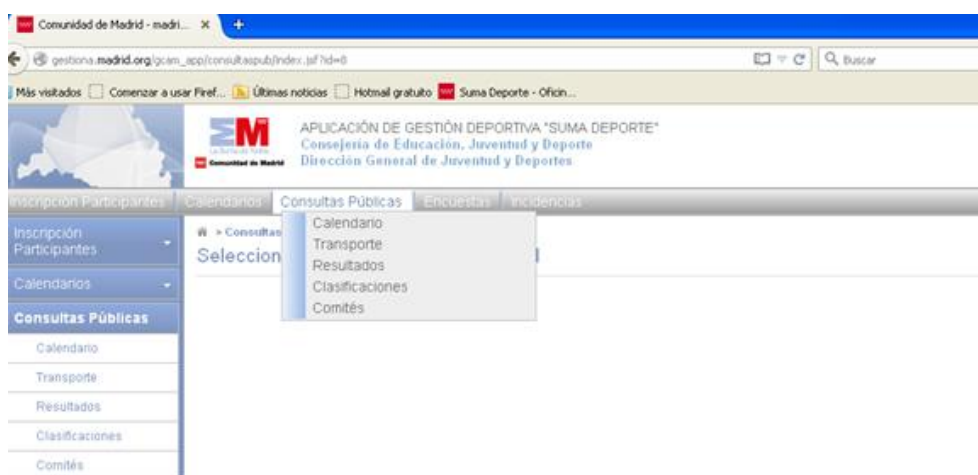 Comunidad de Madrid - madri...
gestiona.madrid.org/gcam_app/consultaspub/index.jsf?id=8
Buscar
Más visitados
Comenzar a usar Firef...
Últimas noticias
Hotmail gratuito
Suma Deporte - Oficin...
APLICACIÓN DE GESTIÓN DEPORTIVA "SUMA DEPORTE"
Consejería de Educación, Juventud y Deporte
Comunidad de Madrid
Dirección General de Juventud y Deportes
Inscripción Participantes
Calendarios
Consultas Públicas
Encuestas
Incidencias
Inscripción
Participantes
Calendarios
Consultas Públicas
Calendario
Transporte
Resultados
Clasificaciones
Comités
> Consultas
Seleccion
Calendario
Transporte
Resultados
Clasificaciones
Comités